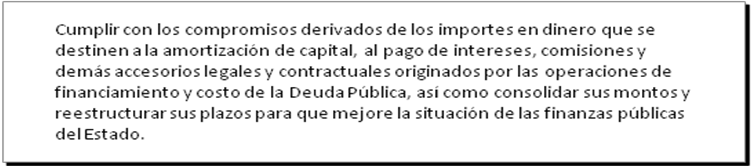 Cumplir con los compromisos derivados de los importes en dinero que se
destinen a la amortización de capital, al pago de intereses, comisiones y
demás accesorios legales y contractuales originados por las operaciones de
financiamiento y costo de la Deuda Pública, así como consolidar sus montos y
reestructurar sus plazos para que mejore la situación de las finanzas públicas
del Estado.